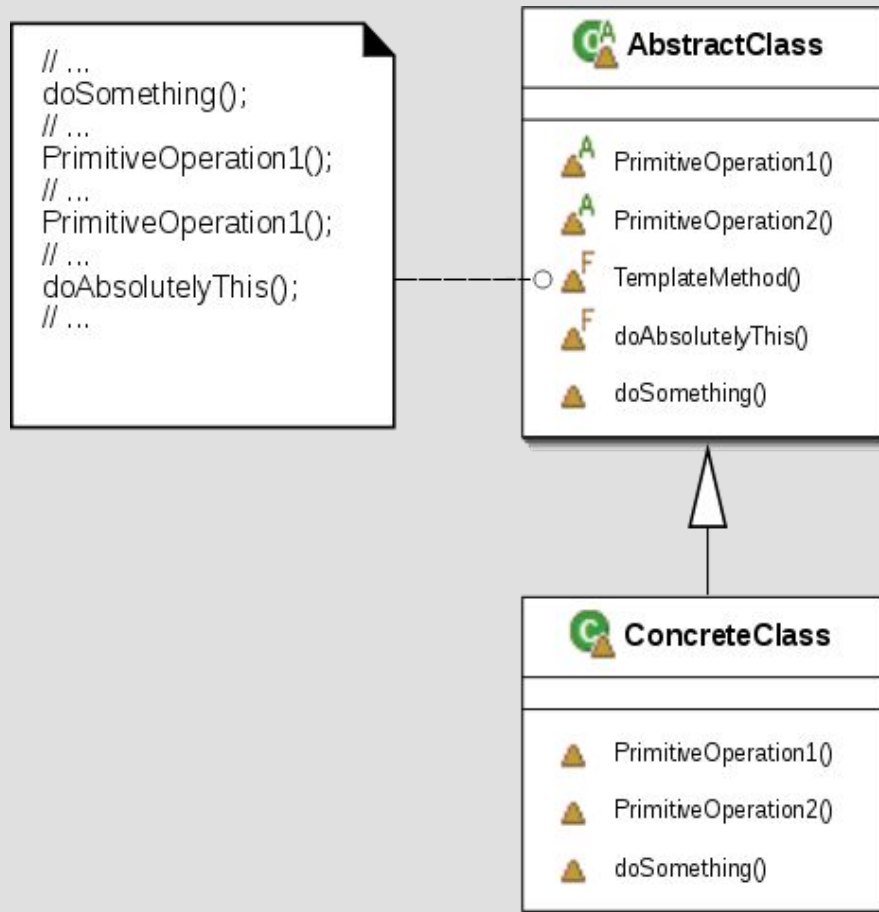 // ...
doSomething();
// ...
PrimitiveOperation1();
// ...
PrimitiveOperation1();
// ...
doAbsolutelyThis();
// ...
C A AbstractClass
A PrimitiveOperation1()
A PrimitiveOperation2()
F TemplateMethod()
F doAbsolutelyThis()
doSomething()
C ConcreteClass
PrimitiveOperation1()
PrimitiveOperation2()
doSomething()